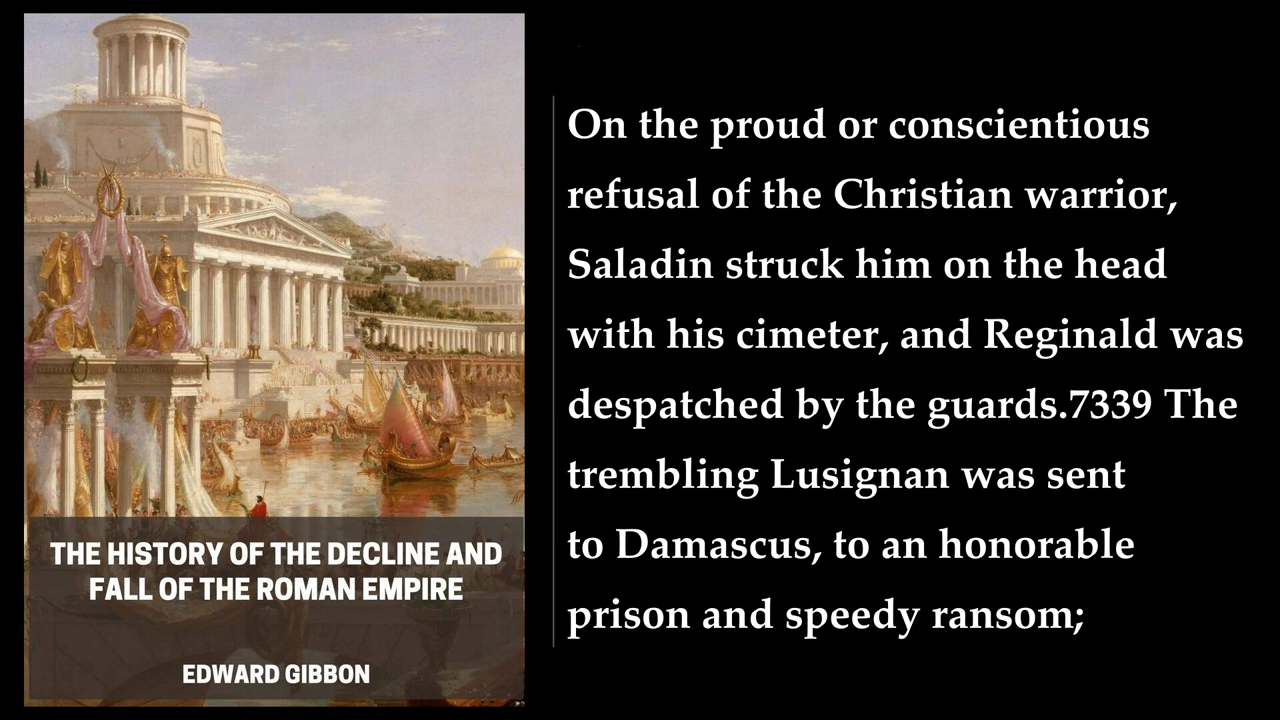 On the proud or conscientious
refusal of the Christian warrior,
Saladin struck him on the head
with his cimeter, and Reginald was
despatched by the guards.7339 The
trembling Lusignan was sent
to Damascus, to an honorable
prison and speedy ransom;
THE HISTORY OF THE DECLINE AND
FALL OF THE ROMAN EMPIRE
EDWARD GIBBON